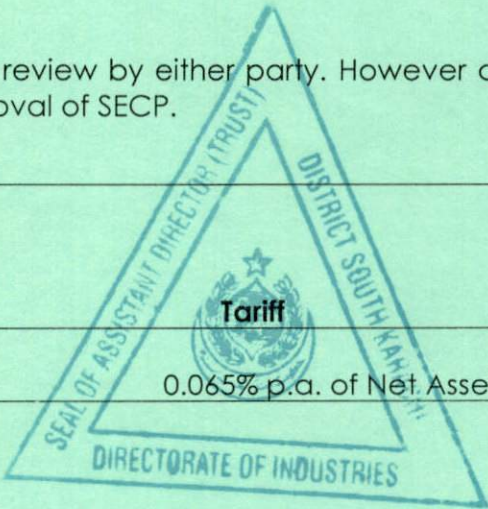 review by either party. However
oval of SECP.
Tariff
0.065% p.a. of Net Asse
SEAL OF ASSISTANT DIRECTOR (TRUST)
DISTRICT SOUTH KARACHI
DIRECTORATE OF INDUSTRIES